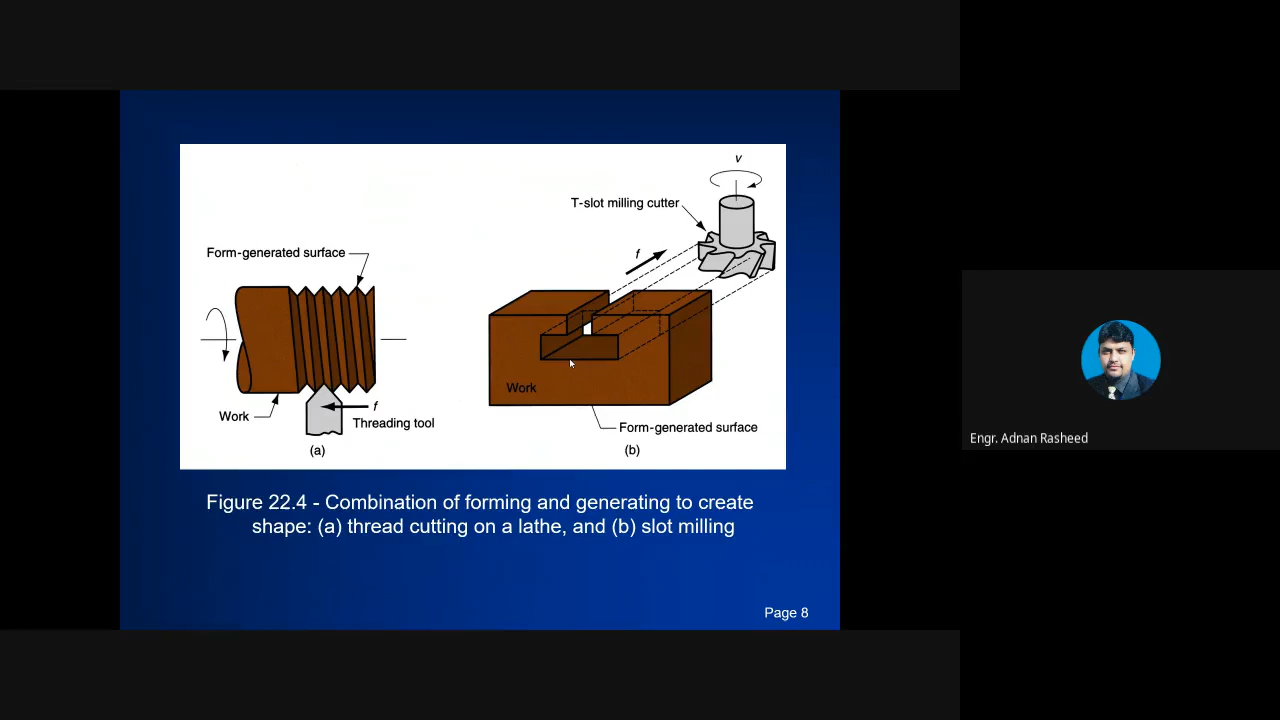 v
T-slot milling cutter
f
Form-generated surface
Work
f
Threading tool
(a)
Work
Form-generated surface
(b)
Figure 22.4 - Combination of forming and generating to create
shape: (a) thread cutting on a lathe, and (b) slot milling
Page 8
Engr. Adnan Rasheed